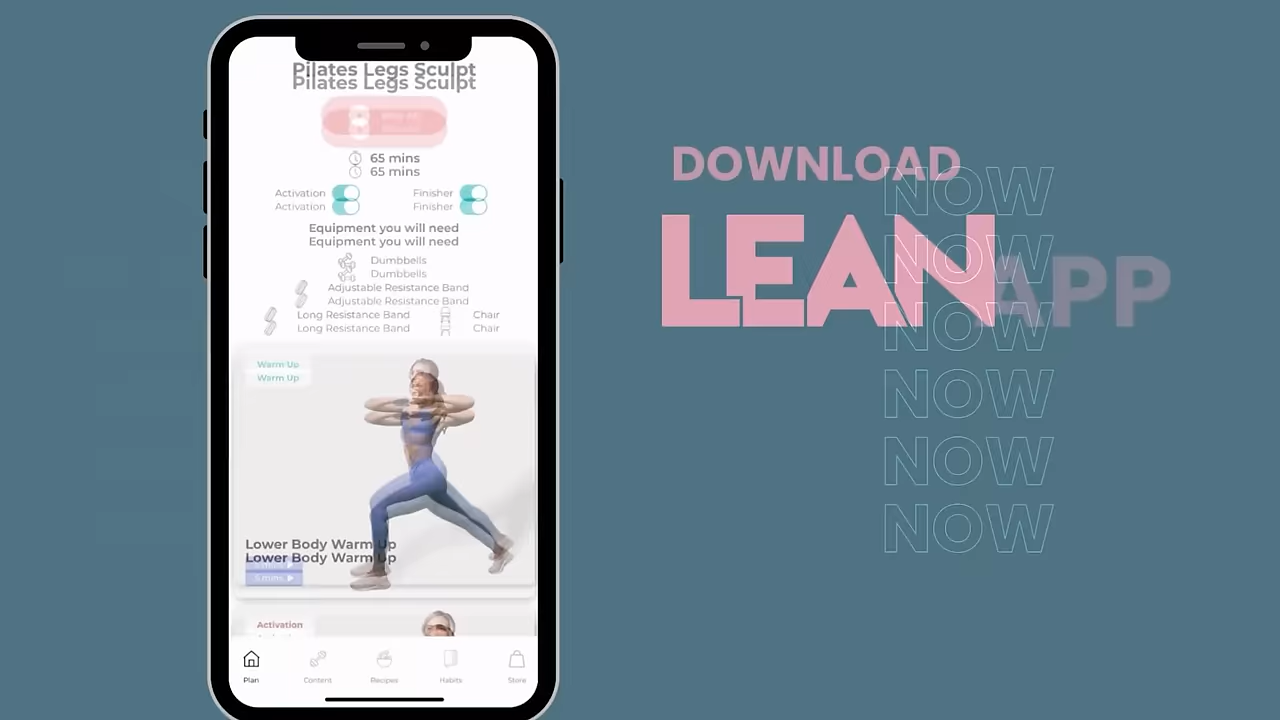 Pilates Legs Sculpt
Pilates Legs Sculpt
65 mins
65 mins
Activation Finisher
Activation Finisher
Equipment you will need
Equipment you will need
Dumbbells
Dumbbells
Adjustable Resistance Band
Adjustable Resistance Band
Long Resistance Band Chair
Long Resistance Band Chair
Warm Up
Warm Up
Lower Body Warm Up
Lower Body Warm Up
5 mins
Activation
Plan Content Recipes Habits Store
DOWNLOAD
LEAN APP
NOW
NOW
NOW
NOW
NOW
NOW